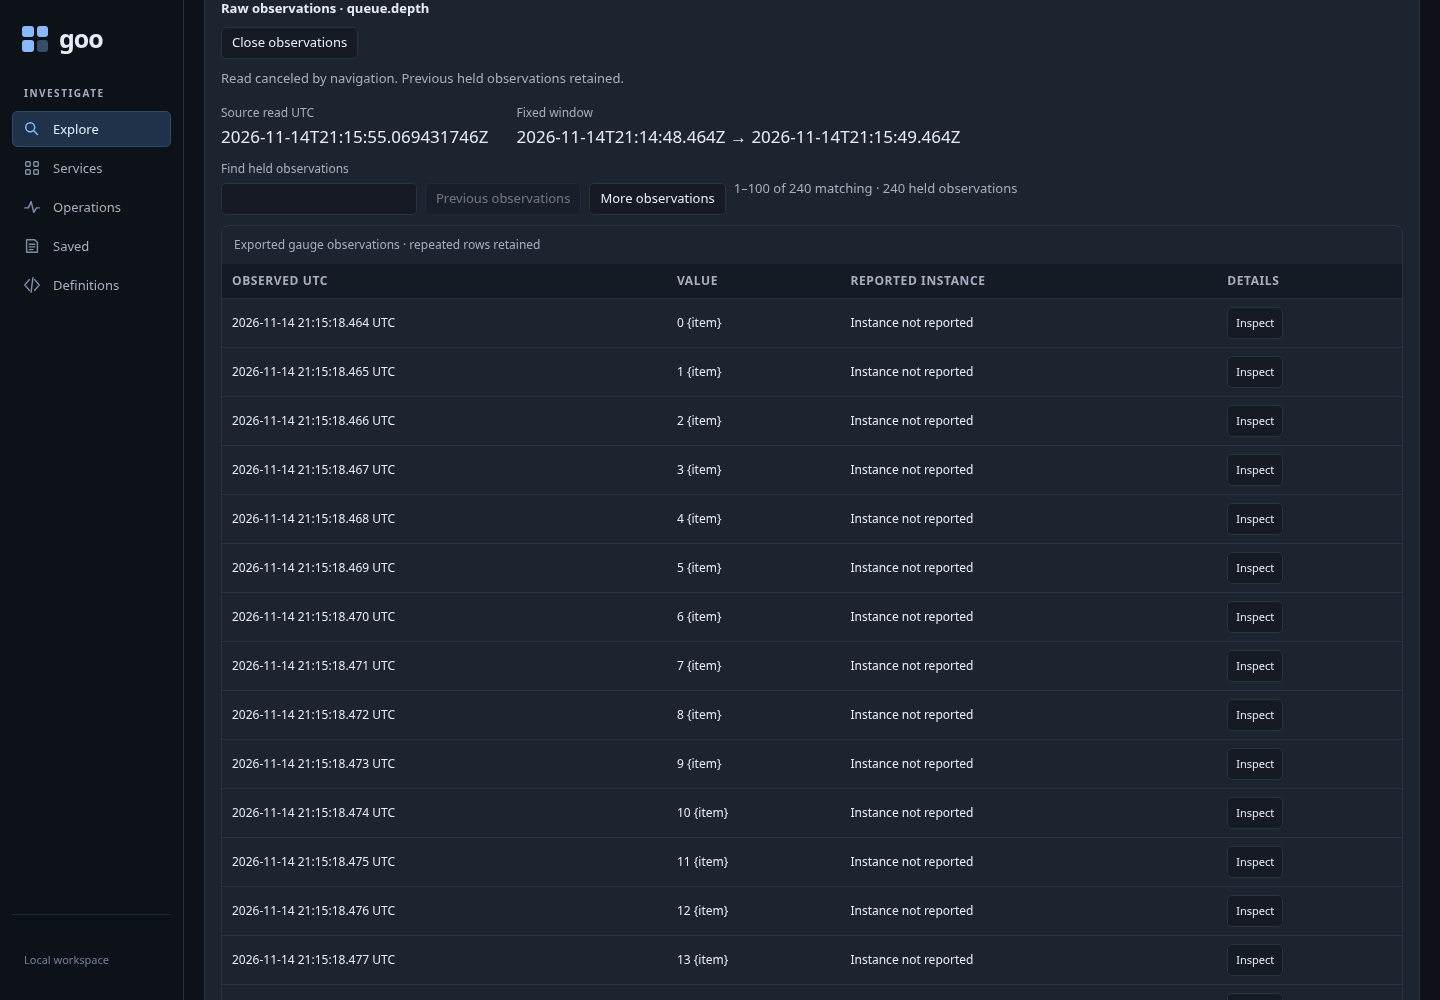 goo
INVESTIGATE
Explore
Services
Operations
Saved
Definitions
Local workspace
Raw observations · queue.depth
Close observations
Read canceled by navigation. Previous held observations retained.
Source read UTC
2026-11-14T21:15:55.069431746Z
Fixed window
2026-11-14T21:14:48.464Z → 2026-11-14T21:15:49.464Z
Find held observations
Previous observations
More observations
1–100 of 240 matching · 240 held observations
Exported gauge observations · repeated rows retained
OBSERVED UTC VALUE REPORTED INSTANCE DETAILS
2026-11-14 21:15:18.464 UTC 0 {item} Instance not reported Inspect
2026-11-14 21:15:18.465 UTC 1 {item} Instance not reported Inspect
2026-11-14 21:15:18.466 UTC 2 {item} Instance not reported Inspect
2026-11-14 21:15:18.467 UTC 3 {item} Instance not reported Inspect
2026-11-14 21:15:18.468 UTC 4 {item} Instance not reported Inspect
2026-11-14 21:15:18.469 UTC 5 {item} Instance not reported Inspect
2026-11-14 21:15:18.470 UTC 6 {item} Instance not reported Inspect
2026-11-14 21:15:18.471 UTC 7 {item} Instance not reported Inspect
2026-11-14 21:15:18.472 UTC 8 {item} Instance not reported Inspect
2026-11-14 21:15:18.473 UTC 9 {item} Instance not reported Inspect
2026-11-14 21:15:18.474 UTC 10 {item} Instance not reported Inspect
2026-11-14 21:15:18.475 UTC 11 {item} Instance not reported Inspect
2026-11-14 21:15:18.476 UTC 12 {item} Instance not reported Inspect
2026-11-14 21:15:18.477 UTC 13 {item} Instance not reported Inspect